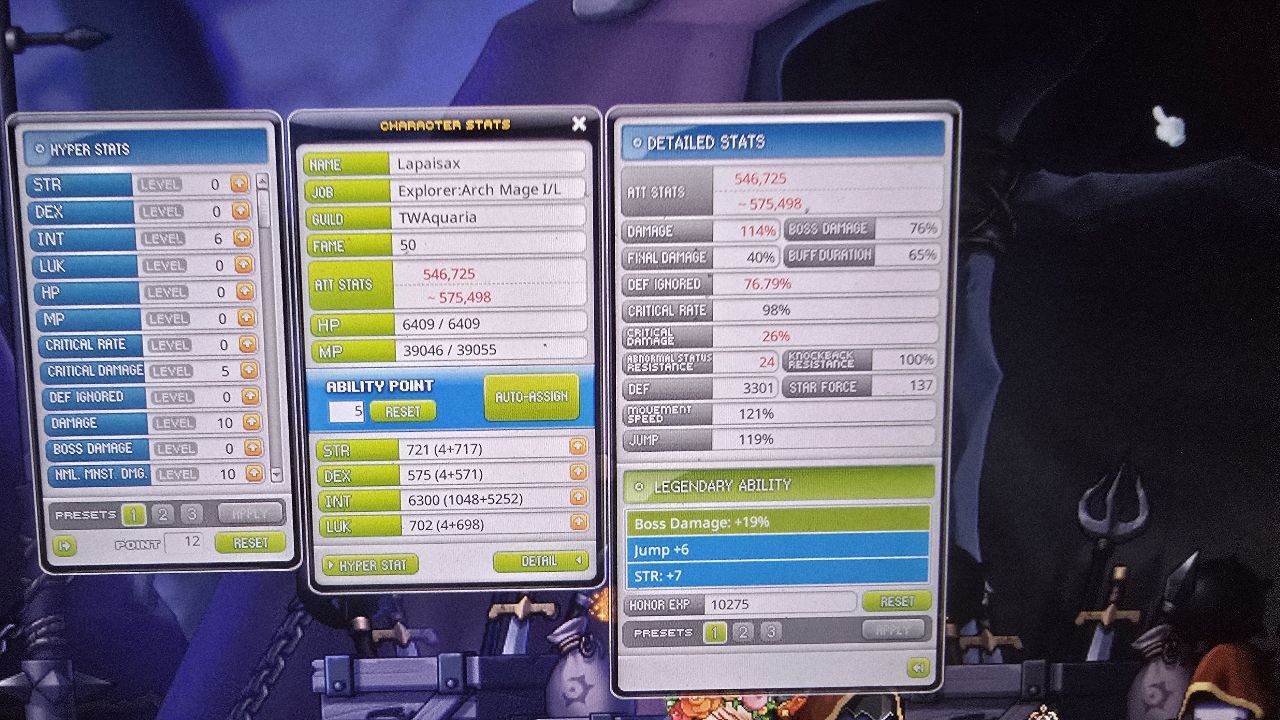 HYPER STATS
STR LEVEL 0
DEX LEVEL 0
INT LEVEL 6
LUK LEVEL 0
HP LEVEL 0
MP LEVEL 0
CRITICAL RATE LEVEL 0
CRITICAL DAMAGE LEVEL 5
DEF IGNORED LEVEL 0
DAMAGE LEVEL 10
BOSS DAMAGE LEVEL 0
NML. MNST. DMG. LEVEL 10
PRESETS 1 2 3 APPLY
POINT 12 RESET
CHARACTER STATS
NAME Lapaisax
JOB Explorer:Arch Mage I/L
GUILD TWAquaria
FAME 50
ATT STATS 546,725
~ 575,498
HP 6409 / 6409
MP 39046 / 39055
ABILITY POINT
5 RESET AUTO-ASSIGN
STR 721 (4+717)
DEX 575 (4+571)
INT 6300 (1048+5252)
LUK 702 (4+698)
HYPER STAT DETAIL
DETAILED STATS
ATT STATS 546,725
~ 575,498
DAMAGE 114% BOSS DAMAGE 76%
FINAL DAMAGE 40% BUFF DURATION 65%
DEF IGNORED 76.79%
CRITICAL RATE 98%
CRITICAL DAMAGE 26%
ABNORMAL STATUS RESISTANCE 24 KNOCKBACK RESISTANCE 100%
DEF 3301 STAR FORCE 137
MOVEMENT SPEED 121%
JUMP 119%
LEGENDARY ABILITY
Boss Damage: +19%
Jump +6
STR: +7
HONOR EXP 10275 RESET
PRESETS 1 2 3 APPLY